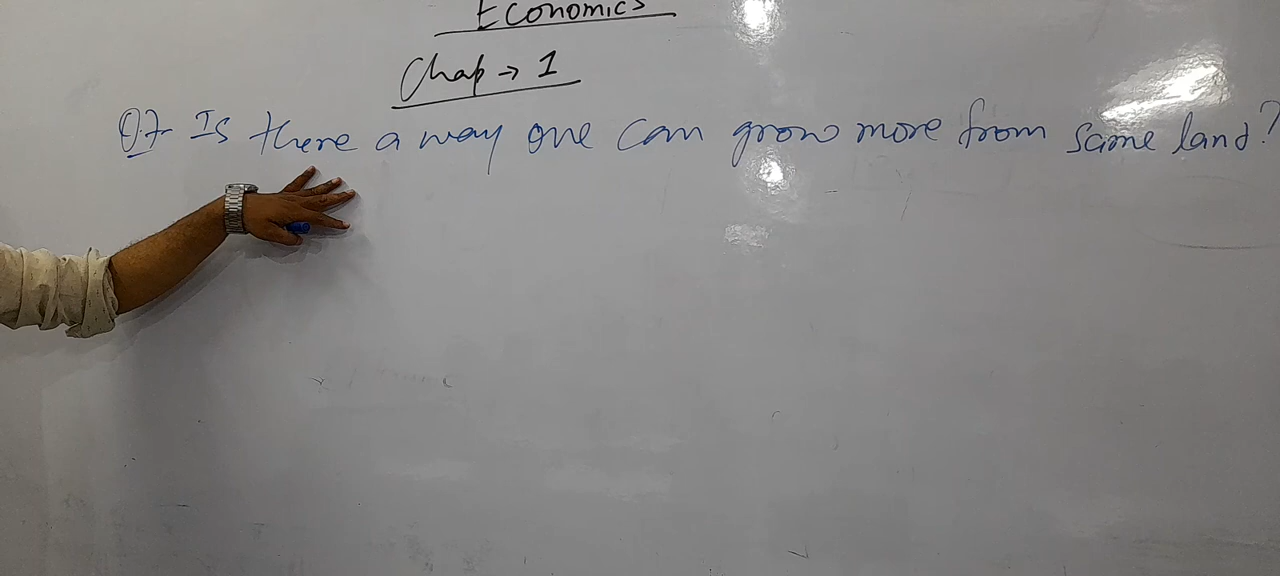 Economics
Chap → 1
Q7- Is there a way one can grow more from same land?